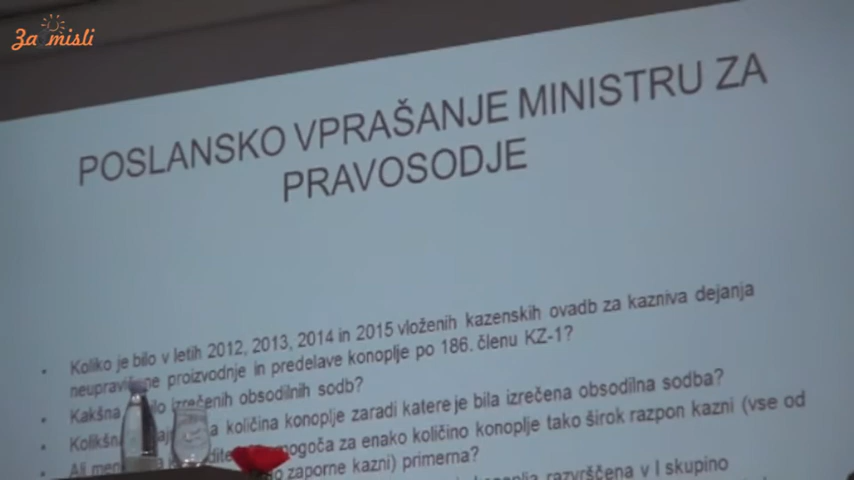 Za misli
POSLANSKO VPRAŠANJE MINISTRU ZA
PRAVOSODJE
• Koliko je bilo v letih 2012, 2013, 2014 in 2015 vloženih kazenskih ovadb za kazniva dejanja
proizvodnje in predelave konoplje po 186. členu KZ-1?
• Kakšna izrečenih obsodilnih sodb?
• količina konoplje zaradi katere je bila izrečena obsodilna sodba?
• Ali za enako količino konoplje tako širok razpon kazni (vse od
zaporne kazni) primerna?
razvrščena v I skupino